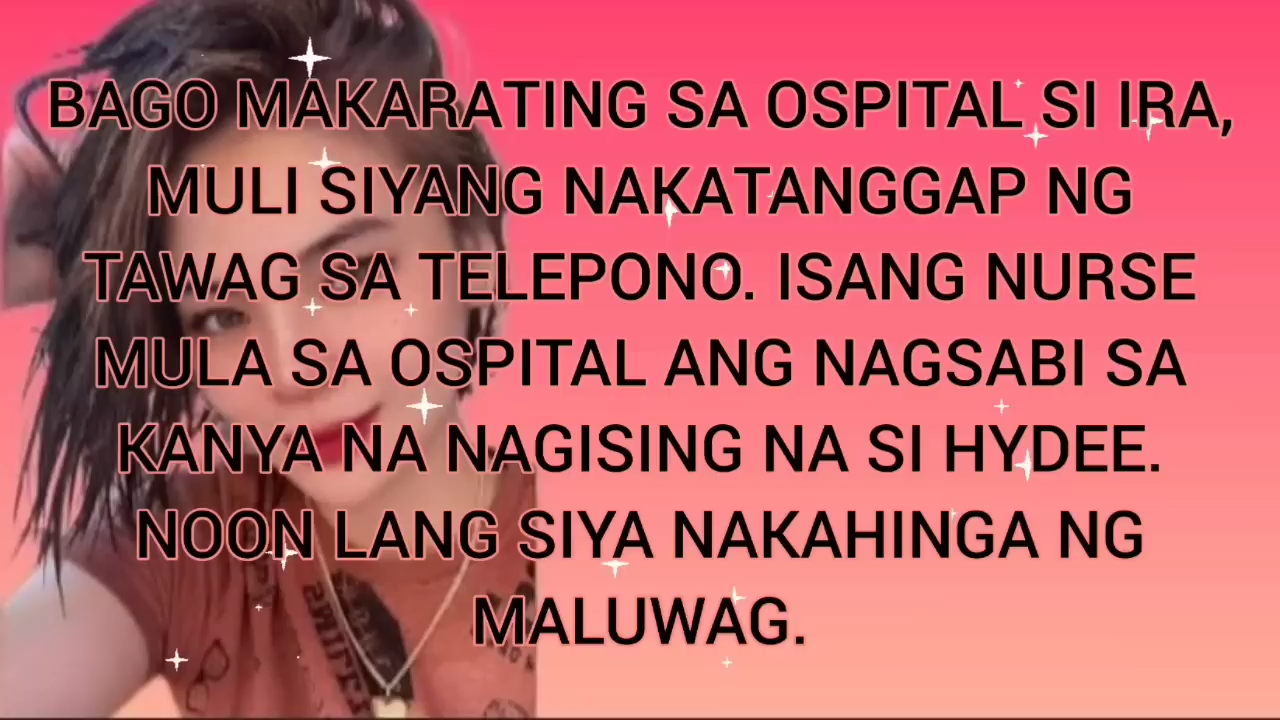 BAGO MAKARATING SA OSPITAL SI IRA,
MULI SIYANG NAKATANGGAP NG
TAWAG SA TELEPONO. ISANG NURSE
MULA SA OSPITAL ANG NAGSABI SA
KANYA NA NAGISING NA SI HYDEE.
NOON LANG SIYA NAKAHINGA NG
MALUWAG.